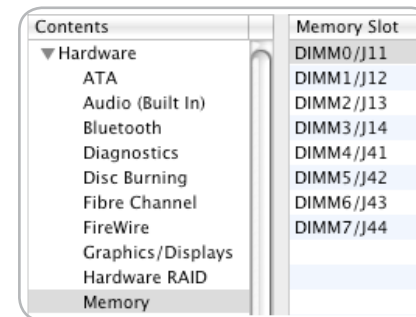 Contents
Hardware
ATA
Audio (Built In)
Bluetooth
Diagnostics
Disc Burning
Fibre Channel
FireWire
Graphics/Displays
Hardware RAID
Memory
Memory Slot
DIMM0/J11
DIMM1/J12
DIMM2/J13
DIMM3/J14
DIMM4/J41
DIMM5/J42
DIMM6/J43
DIMM7/J44